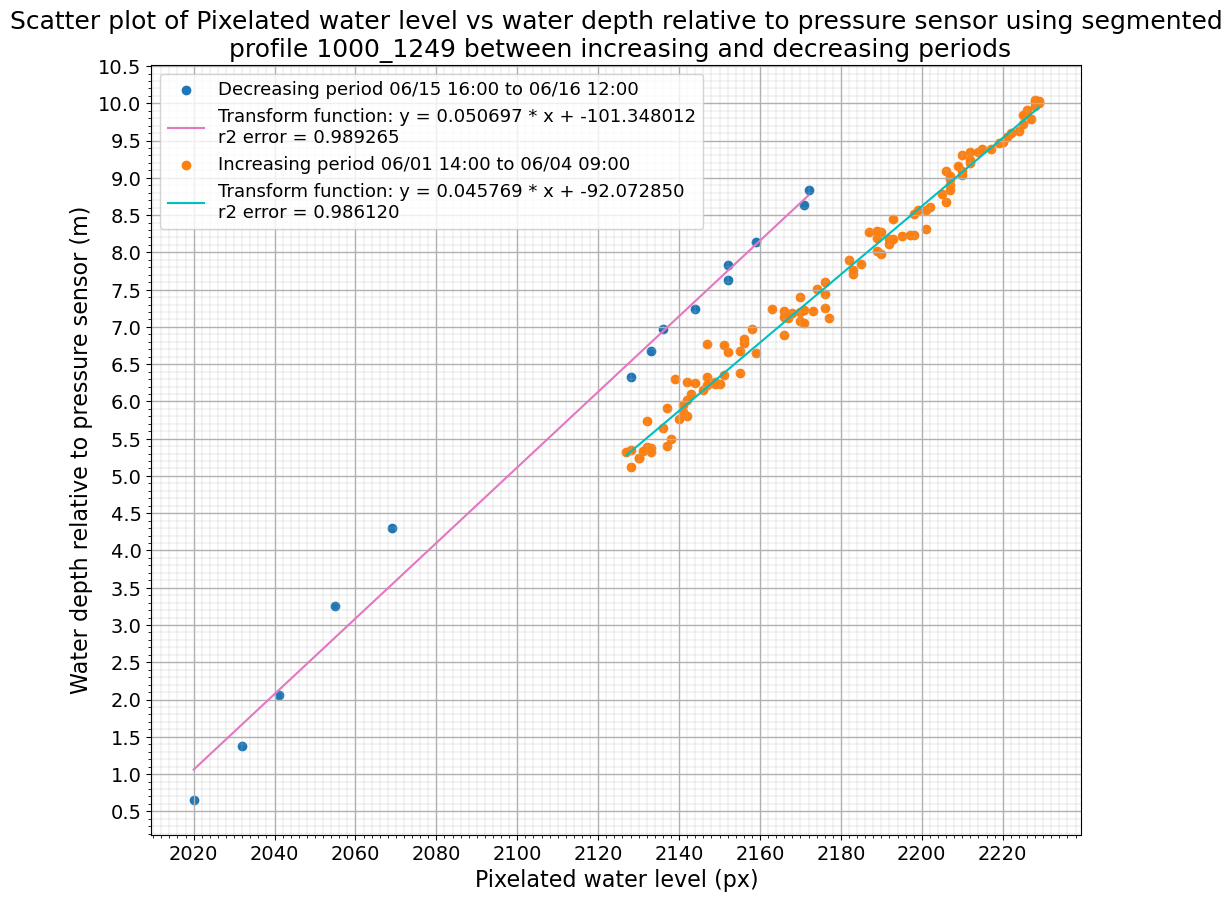 Scatter plot of Pixelated water level vs water depth relative to pressure sensor using segmented
profile 1000_1249 between increasing and decreasing periods
Decreasing period 06/15 16:00 to 06/16 12:00
Transform function: y = 0.050697 * x + -101.348012
r2 error = 0.989265
Increasing period 06/01 14:00 to 06/04 09:00
Transform function: y = 0.045769 * x + -92.072850
r2 error = 0.986120
Water depth relative to pressure sensor (m)
10.5
10.0
9.5
9.0
8.5
8.0
7.5
7.0
6.5
6.0
5.5
5.0
4.5
4.0
3.5
3.0
2.5
2.0
1.5
1.0
0.5
2020 2040 2060 2080 2100 2120 2140 2160 2180 2200 2220
Pixelated water level (px)